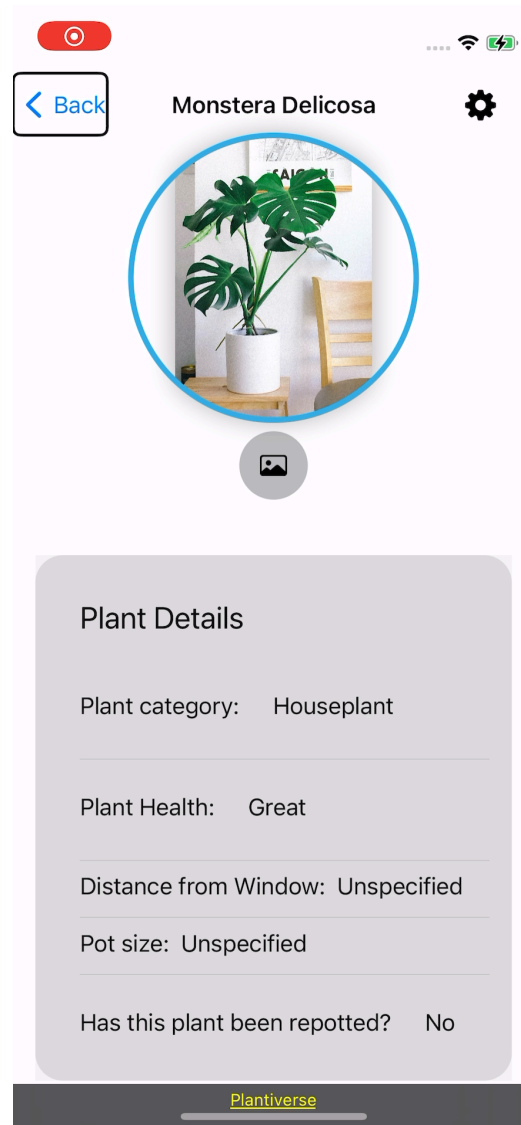 Back
Monstera Delicosa
Plant Details
Plant category: Houseplant
Plant Health: Great
Distance from Window: Unspecified
Pot size: Unspecified
Has this plant been repotted? No
Plantiverse